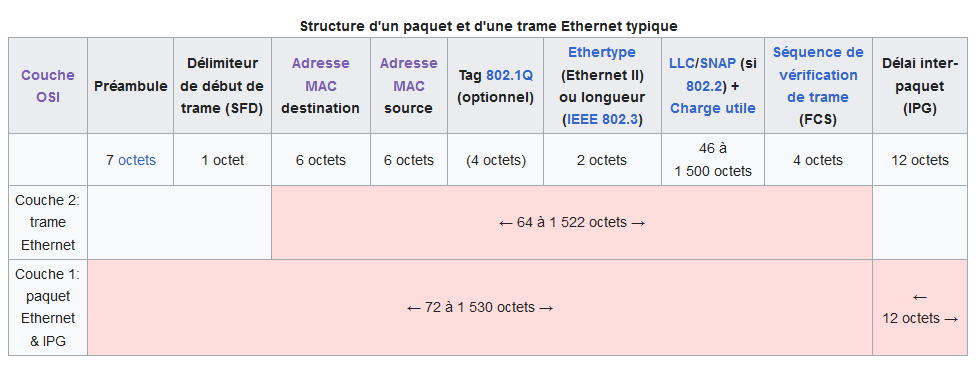 Structure d'un paquet et d'une trame Ethernet typique
Couche OSI
Préambule
Délimiteur de début de trame (SFD)
Adresse MAC destination
Adresse MAC source
Tag 802.1Q (optionnel)
Ethertype (Ethernet II) ou longueur (IEEE 802.3)
LLC/SNAP (si 802.2) + Charge utile
Séquence de vérification de trame (FCS)
Délai inter-paquet (IPG)
7 octets
1 octet
6 octets
6 octets
(4 octets)
2 octets
46 à 1 500 octets
4 octets
12 octets
Couche 2: trame Ethernet
← 64 à 1 522 octets →
Couche 1: paquet Ethernet & IPG
← 72 à 1 530 octets →
← 12 octets →